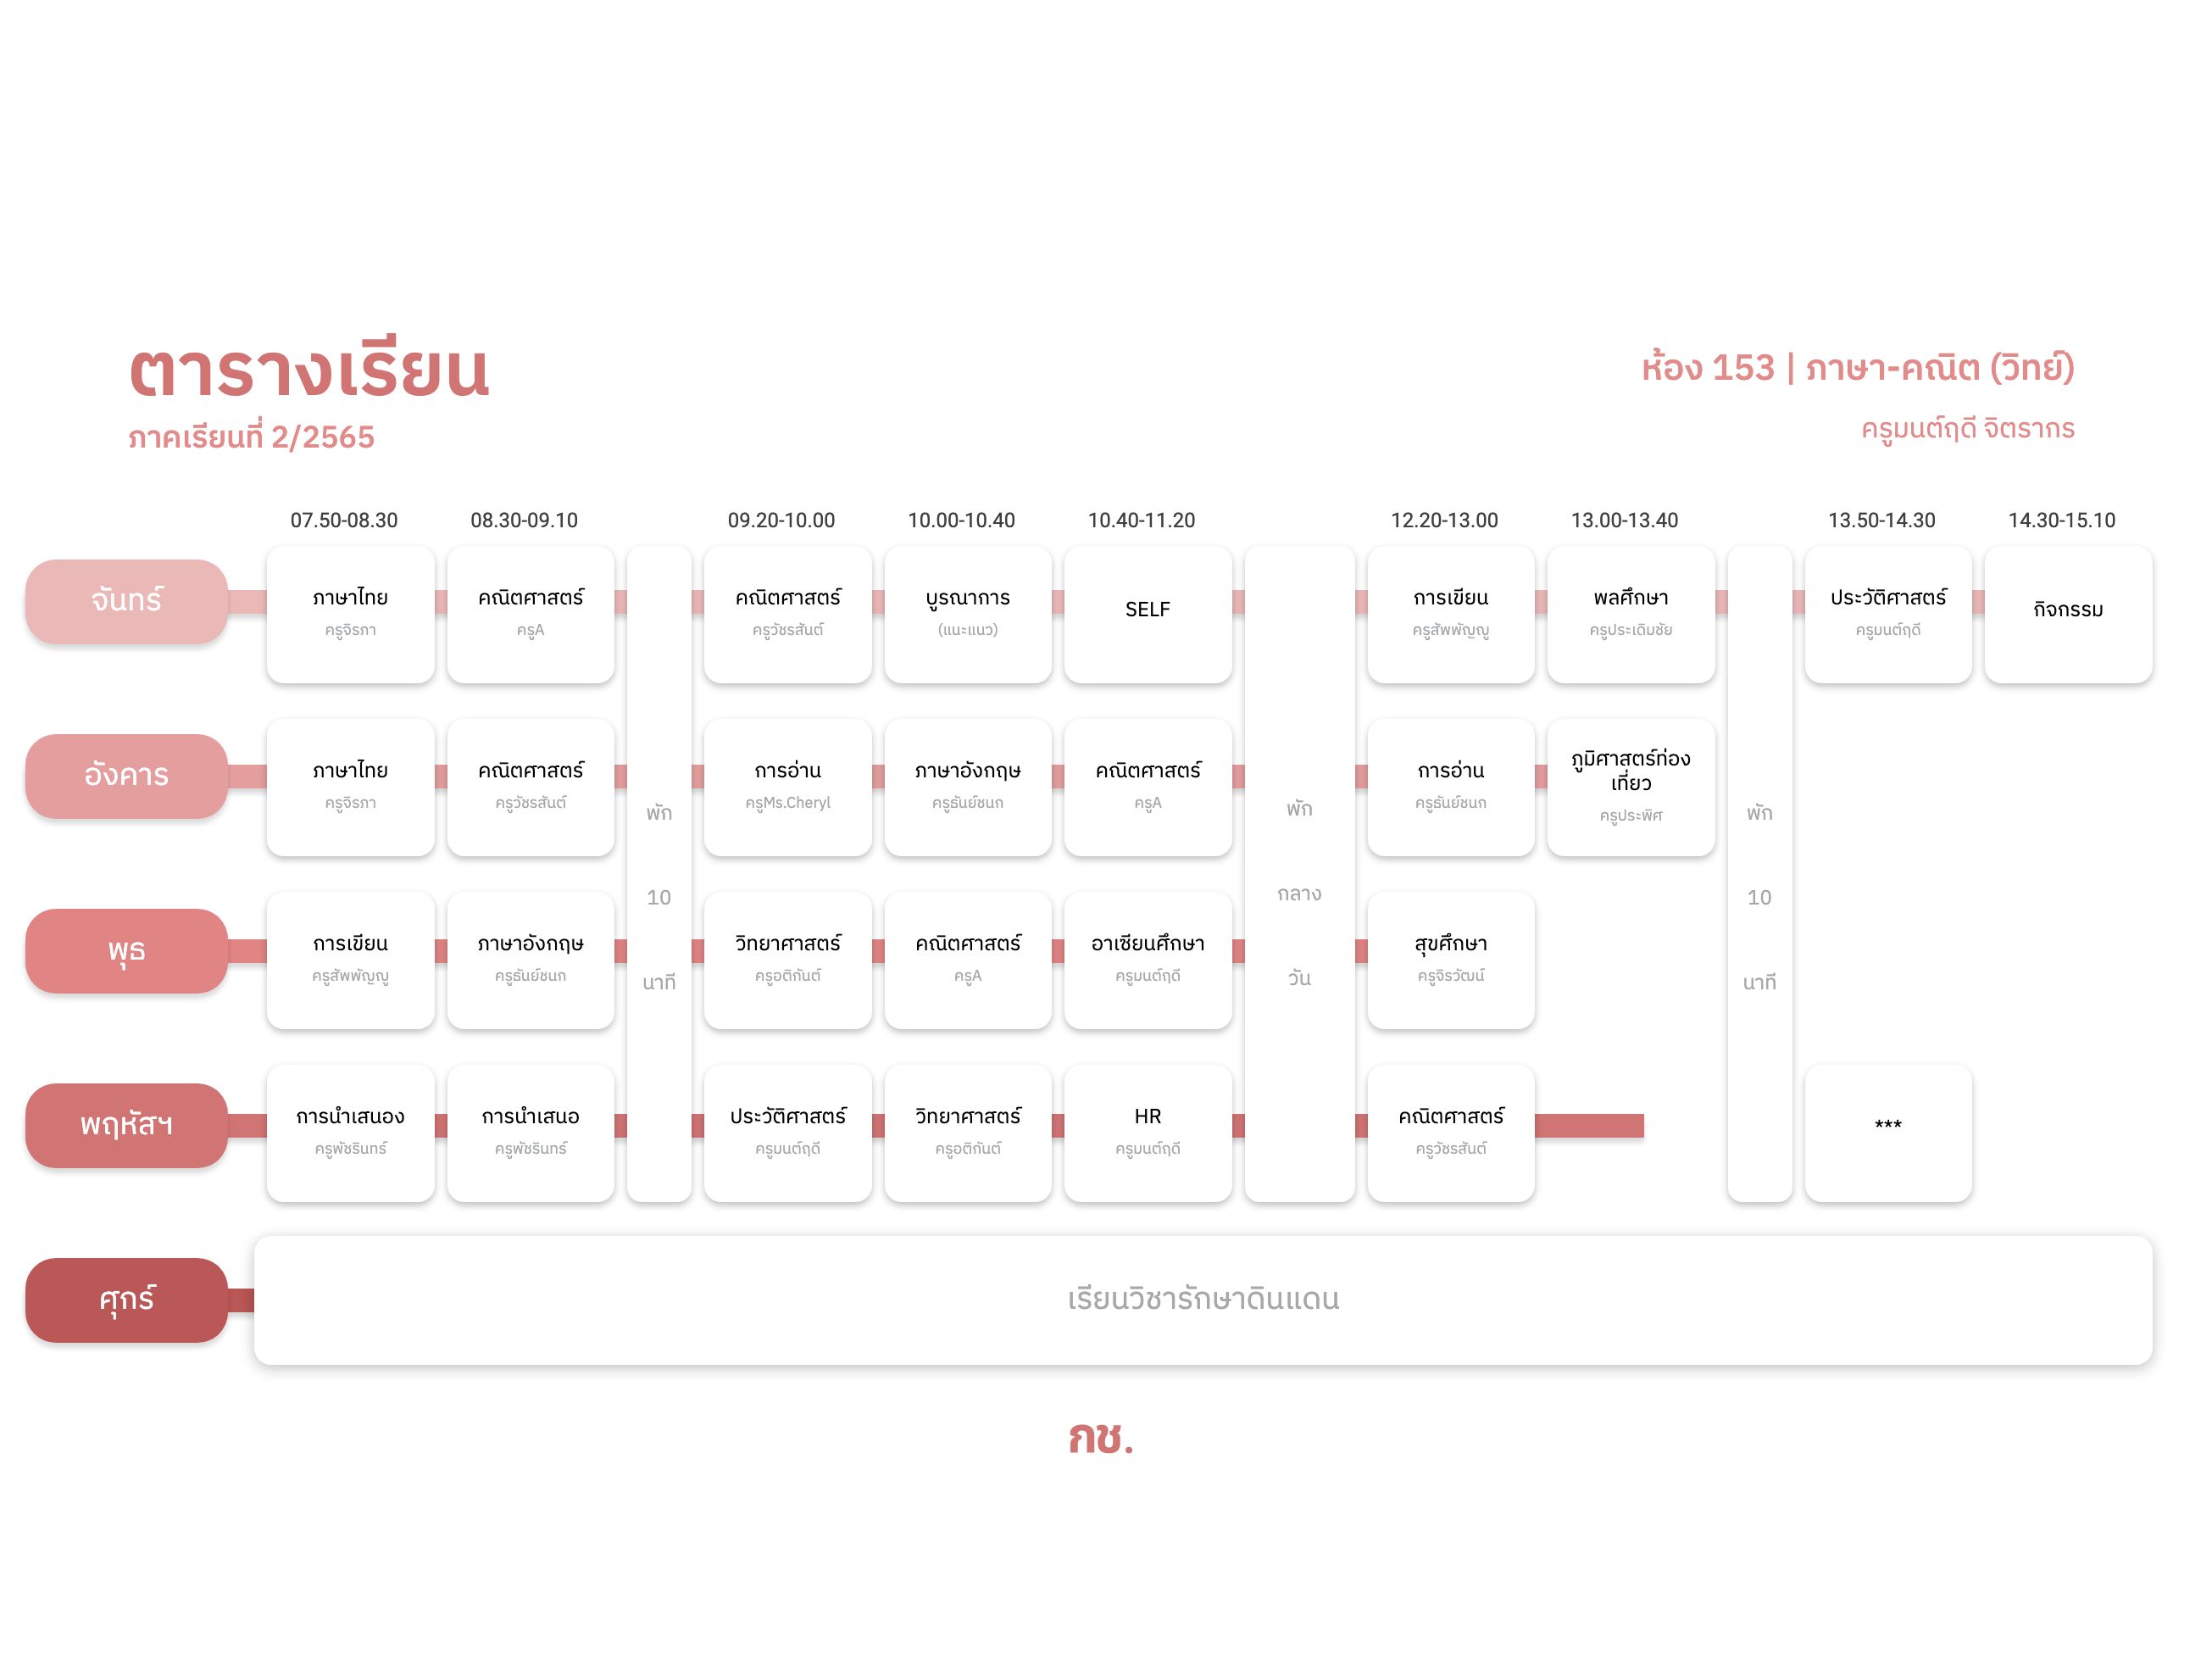 ตารางเรียน
ภาคเรียนที่ 2/2565
ห้อง 153 | ภาษา-คณิต (วิทย์)
ครูมนต์ฤดี จิตรากร
07.50-08.30 08.30-09.10 09.20-10.00 10.00-10.40 10.40-11.20 12.20-13.00 13.00-13.40 13.50-14.30 14.30-15.10
จันทร์
ภาษาไทย
ครูจิรภา
คณิตศาสตร์
ครูA
คณิตศาสตร์
ครูวัชรสันต์
บูรณาการ
(แนะแนว)
SELF
การเขียน
ครูสัพพัญญู
พลศึกษา
ครูประเดิมชัย
ประวัติศาสตร์
ครูมนต์ฤดี
กิจกรรม
อังคาร
ภาษาไทย
ครูจิรภา
คณิตศาสตร์
ครูวัชรสันต์
การอ่าน
ครูMs.Cheryl
ภาษาอังกฤษ
ครูธันย์ชนก
คณิตศาสตร์
ครูA
การอ่าน
ครูธันย์ชนก
ภูมิศาสตร์ท่อง
เที่ยว
ครูประพิศ
พัก
10
นาที
พัก
กลาง
วัน
พัก
10
นาที
พุธ
การเขียน
ครูสัพพัญญู
ภาษาอังกฤษ
ครูธันย์ชนก
วิทยาศาสตร์
ครูอติกันต์
คณิตศาสตร์
ครูA
อาเซียนศึกษา
ครูมนต์ฤดี
สุขศึกษา
ครูจิรวัฒน์
พฤหัสฯ
การนำเสนอง
ครูพัชรินทร์
การนำเสนอ
ครูพัชรินทร์
ประวัติศาสตร์
ครูมนต์ฤดี
วิทยาศาสตร์
ครูอติกันต์
HR
ครูมนต์ฤดี
คณิตศาสตร์
ครูวัชรสันต์
***
ศุกร์
เรียนวิชารักษาดินแดน
กช.